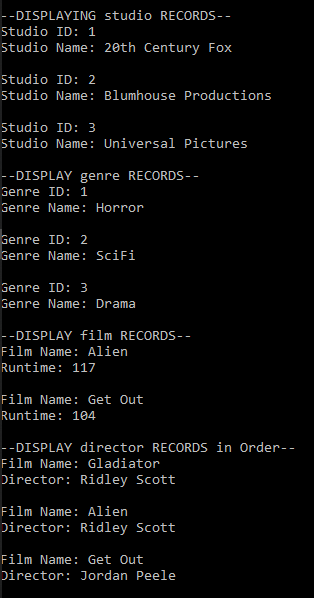 --DISPLAYING studio RECORDS--
Studio ID: 1
Studio Name: 20th Century Fox
Studio ID: 2
Studio Name: Blumhouse Productions
Studio ID: 3
Studio Name: Universal Pictures
--DISPLAY genre RECORDS--
Genre ID: 1
Genre Name: Horror
Genre ID: 2
Genre Name: SciFi
Genre ID: 3
Genre Name: Drama
--DISPLAY film RECORDS--
Film Name: Alien
Runtime: 117
Film Name: Get Out
Runtime: 104
--DISPLAY director RECORDS in Order--
Film Name: Gladiator
Director: Ridley Scott
Film Name: Alien
Director: Ridley Scott
Film Name: Get Out
Director: Jordan Peele